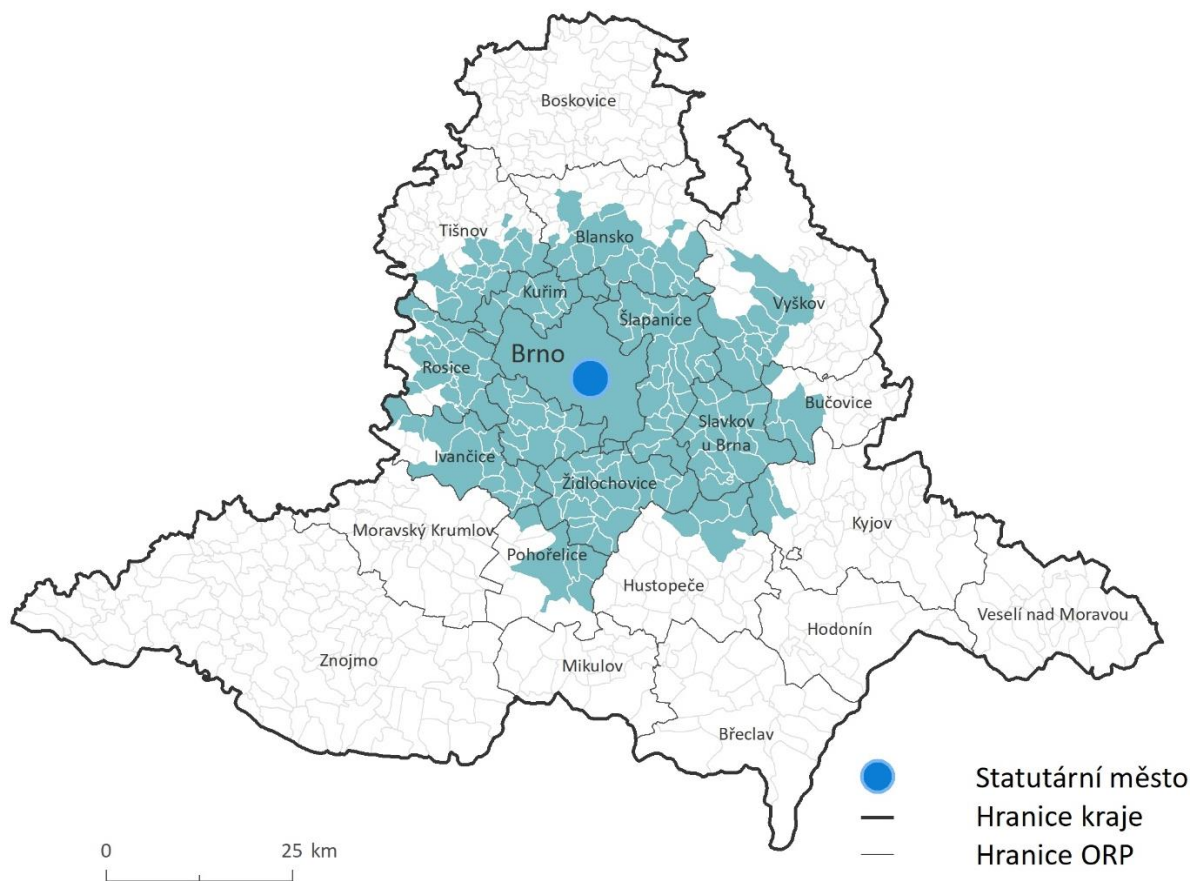 Boskovice
Tišnov
Blansko
Kuřim
Vyškov
Šlapanice
Brno
Rosice
Bučovice
Slavkov
u Brna
Ivančice
Židlochovice
Kyjov
Moravský Krumlov
Pohořelice
Hustopeče
Veselí nad Moravou
Hodonín
Znojmo
Mikulov
Břeclav
Statutární město
Hranice kraje
Hranice ORP
0 25 km